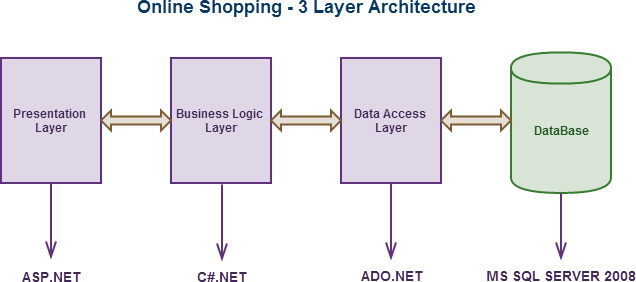 Online Shopping - 3 Layer Architecture
Presentation
Layer
Business Logic
Layer
Data Access
Layer
DataBase
ASP.NET
C#.NET
ADO.NET
MS SQL SERVER 2008